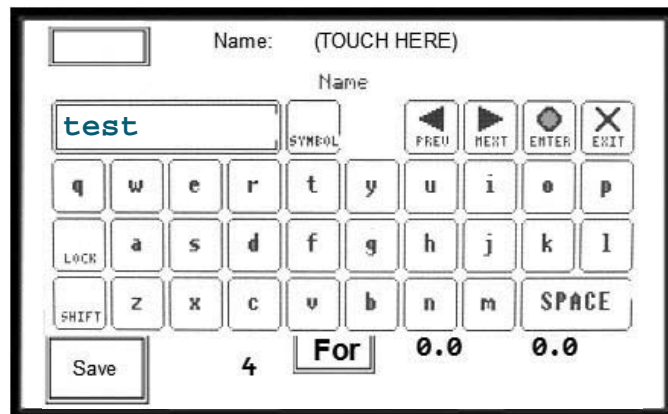 Name: (TOUCH HERE)
Name
test SYMBOL PREV NEXT ENTER EXIT
q w e r t y u i o p
LOCK a s d f g h j k l
SHIFT z x c v b n m SPACE
Save 4 For 0.0 0.0